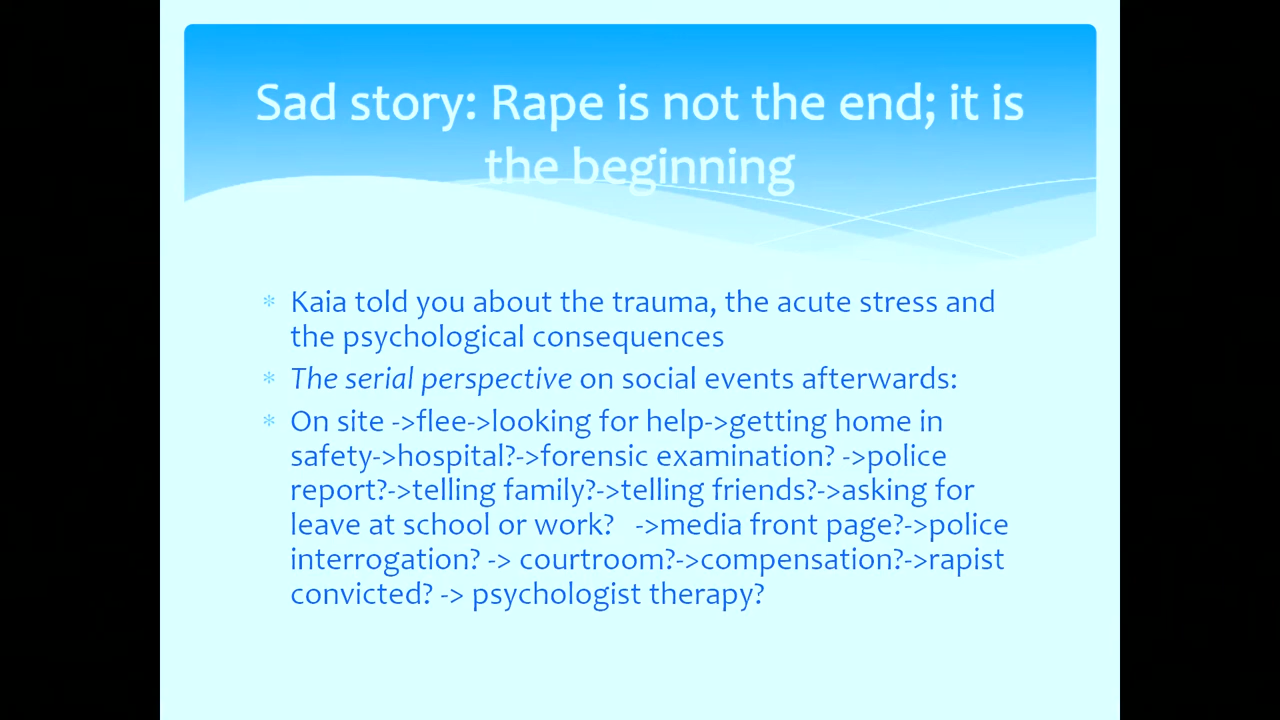 Sad story: Rape is not the end; it is
the beginning
* Kaia told you about the trauma, the acute stress and
the psychological consequences
* The serial perspective on social events afterwards:
* On site ->flee->looking for help->getting home in
safety->hospital?->forensic examination? ->police
report?->telling family?->telling friends?->asking for
leave at school or work?   ->media front page?->police
interrogation? -> courtroom?->compensation?->rapist
convicted? -> psychologist therapy?